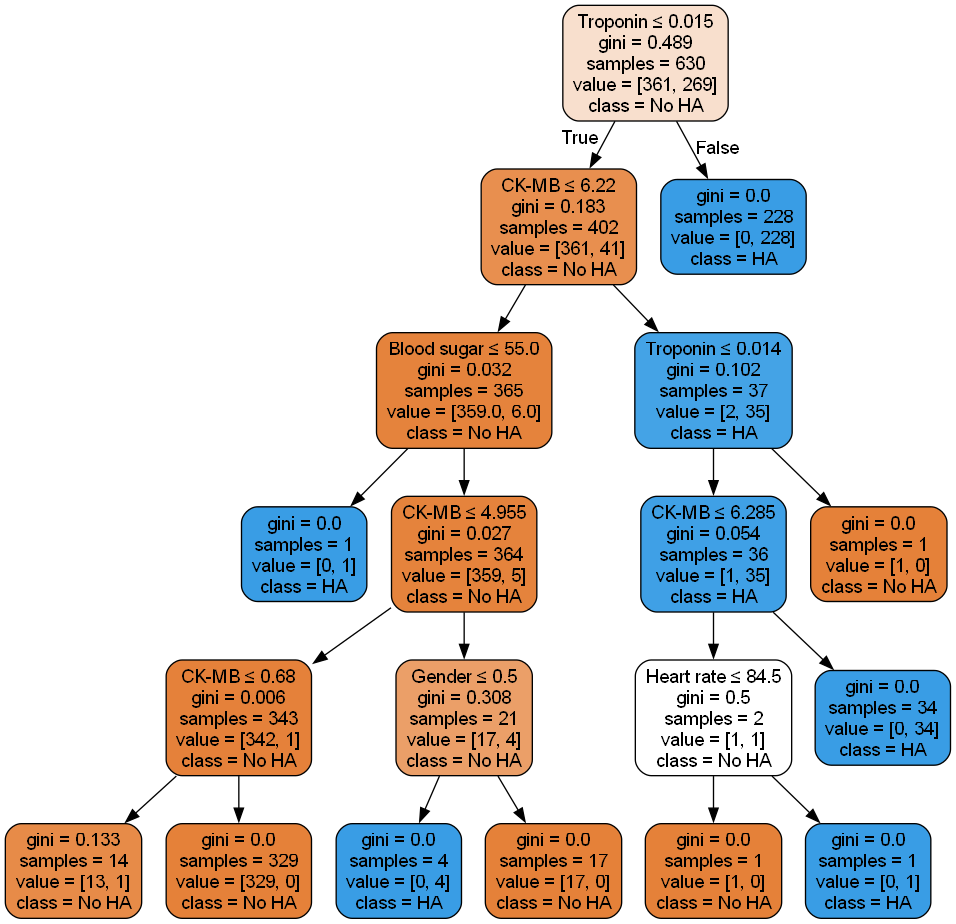 Troponin ≤ 0.015
gini = 0.489
samples = 630
value = [361, 269]
class = No HA
True
False
CK-MB ≤ 6.22
gini = 0.183
samples = 402
value = [361, 41]
class = No HA
gini = 0.0
samples = 228
value = [0, 228]
class = HA
Blood sugar ≤ 55.0
gini = 0.032
samples = 365
value = [359.0, 6.0]
class = No HA
Troponin ≤ 0.014
gini = 0.102
samples = 37
value = [2, 35]
class = HA
gini = 0.0
samples = 1
value = [0, 1]
class = HA
CK-MB ≤ 4.955
gini = 0.027
samples = 364
value = [359, 5]
class = No HA
CK-MB ≤ 6.285
gini = 0.054
samples = 36
value = [1, 35]
class = HA
gini = 0.0
samples = 1
value = [1, 0]
class = No HA
CK-MB ≤ 0.68
gini = 0.006
samples = 343
value = [342, 1]
class = No HA
Gender ≤ 0.5
gini = 0.308
samples = 21
value = [17, 4]
class = No HA
Heart rate ≤ 84.5
gini = 0.5
samples = 2
value = [1, 1]
class = No HA
gini = 0.0
samples = 34
value = [0, 34]
class = HA
gini = 0.133
samples = 14
value = [13, 1]
class = No HA
gini = 0.0
samples = 329
value = [329, 0]
class = No HA
gini = 0.0
samples = 4
value = [0, 4]
class = HA
gini = 0.0
samples = 17
value = [17, 0]
class = No HA
gini = 0.0
samples = 1
value = [1, 0]
class = No HA
gini = 0.0
samples = 1
value = [0, 1]
class = HA